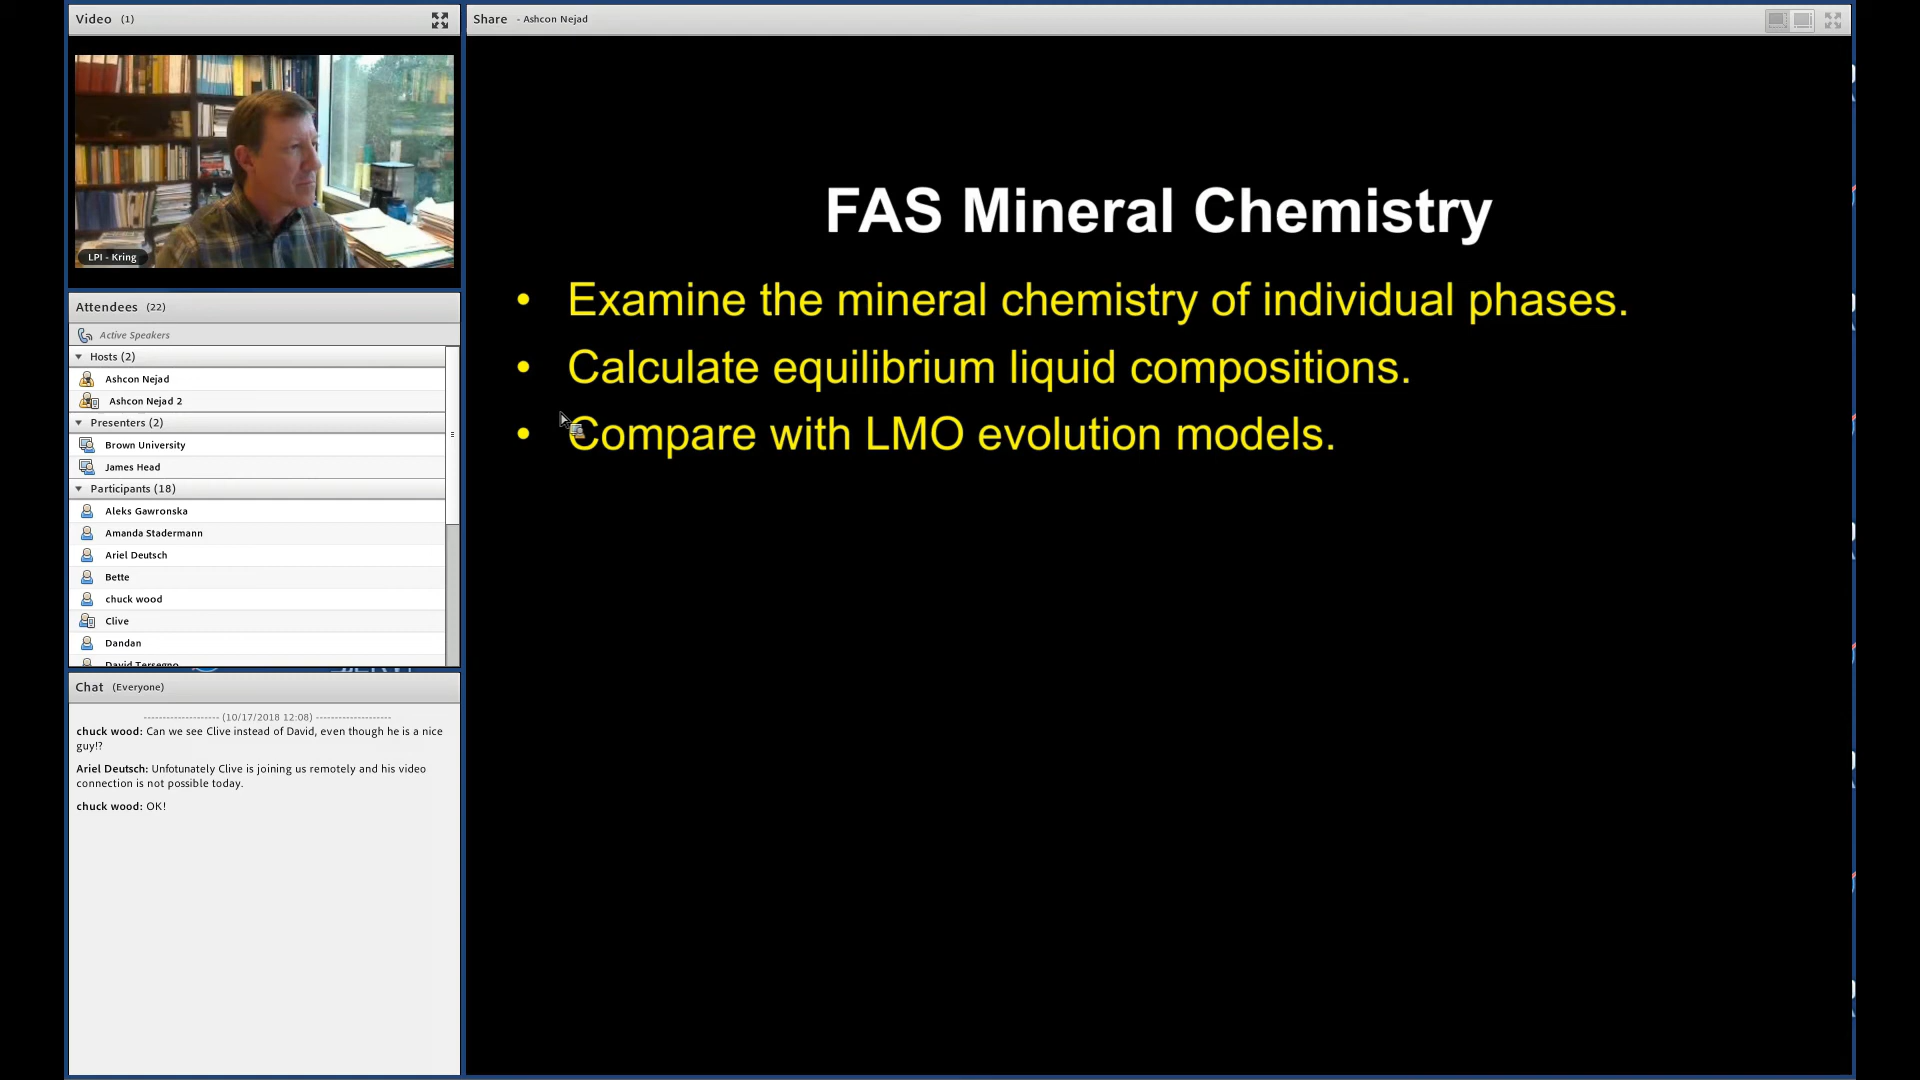 Video (1)
LPI - Kring
Attendees (22)
Active Speakers
Hosts (2)
Ashcon Nejad
Ashcon Nejad 2
Presenters (2)
Brown University
James Head
Participants (18)
Aleks Gawronska
Amanda Stadermann
Ariel Deutsch
Bette
chuck wood
Clive
Dandan
David Tersegno
Chat (Everyone)
-------------------- (10/17/2018 12:08) --------------------
chuck wood: Can we see Clive instead of David, even though he is a nice
guy!?
Ariel Deutsch: Unfotunately Clive is joining us remotely and his video
connection is not possible today.
chuck wood: OK!
Share - Ashcon Nejad
FAS Mineral Chemistry
• Examine the mineral chemistry of individual phases.
• Calculate equilibrium liquid compositions.
• Compare with LMO evolution models.